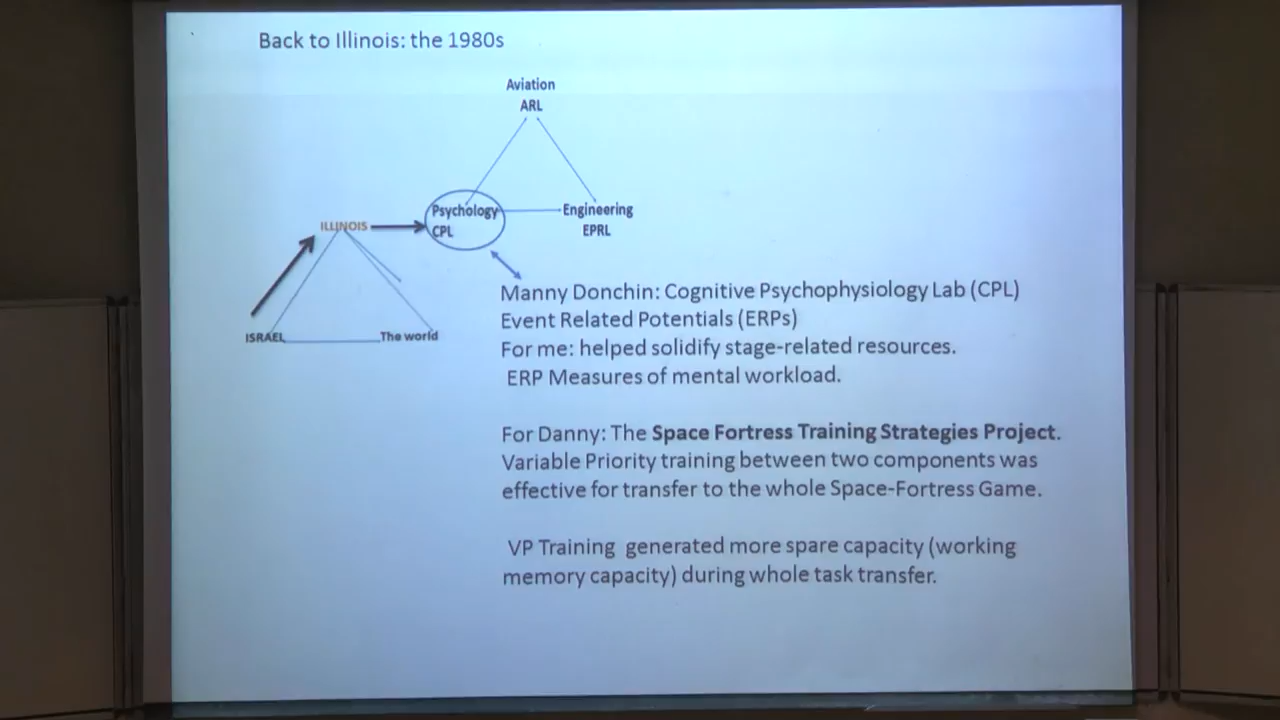 Back to Illinois: the 1980s
Aviation
ARL
Psychology
CPL
Engineering
EPRL
ILLINOIS
ISRAEL
The world
Manny Donchin: Cognitive Psychophysiology Lab (CPL)
Event Related Potentials (ERPs)
For me: helped solidify stage-related resources.
ERP Measures of mental workload.
For Danny: The Space Fortress Training Strategies Project.
Variable Priority training between two components was
effective for transfer to the whole Space-Fortress Game.
VP Training generated more spare capacity (working
memory capacity) during whole task transfer.